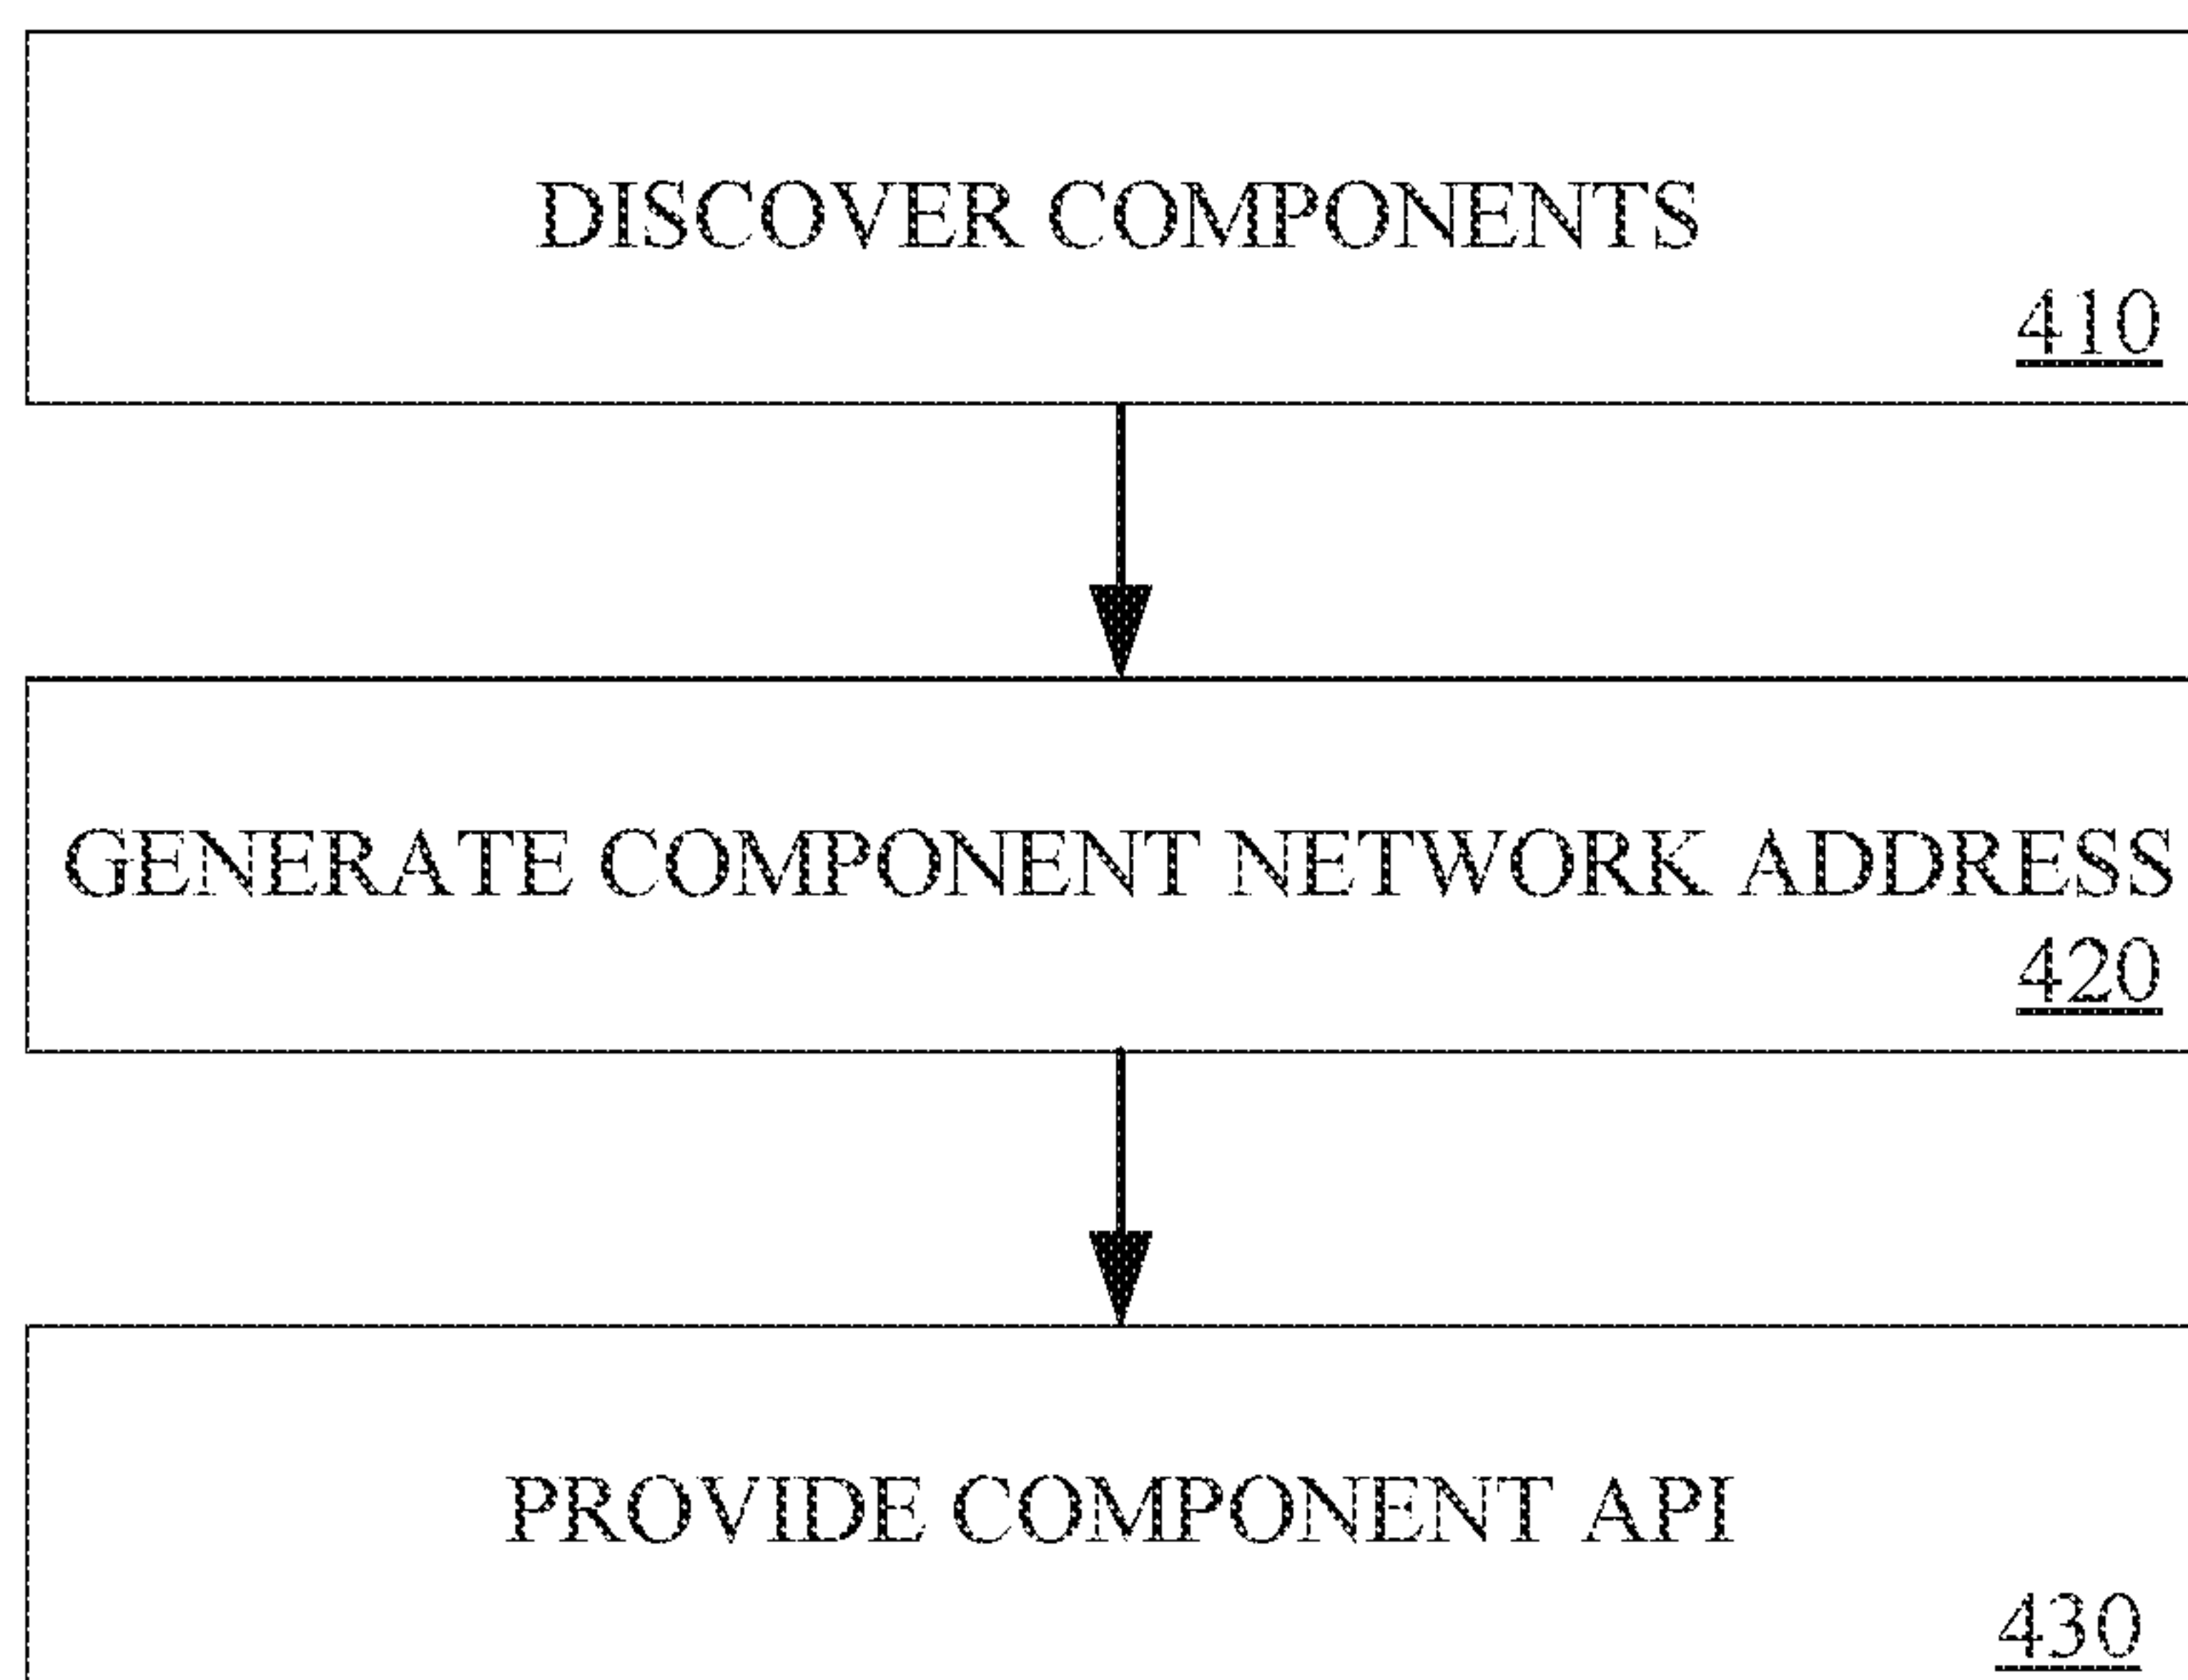 DISCOVER COMPONENTS
410
GENERATE COMPONENT NETWORK ADDRESS
420
PROVIDE COMPONENT API
430